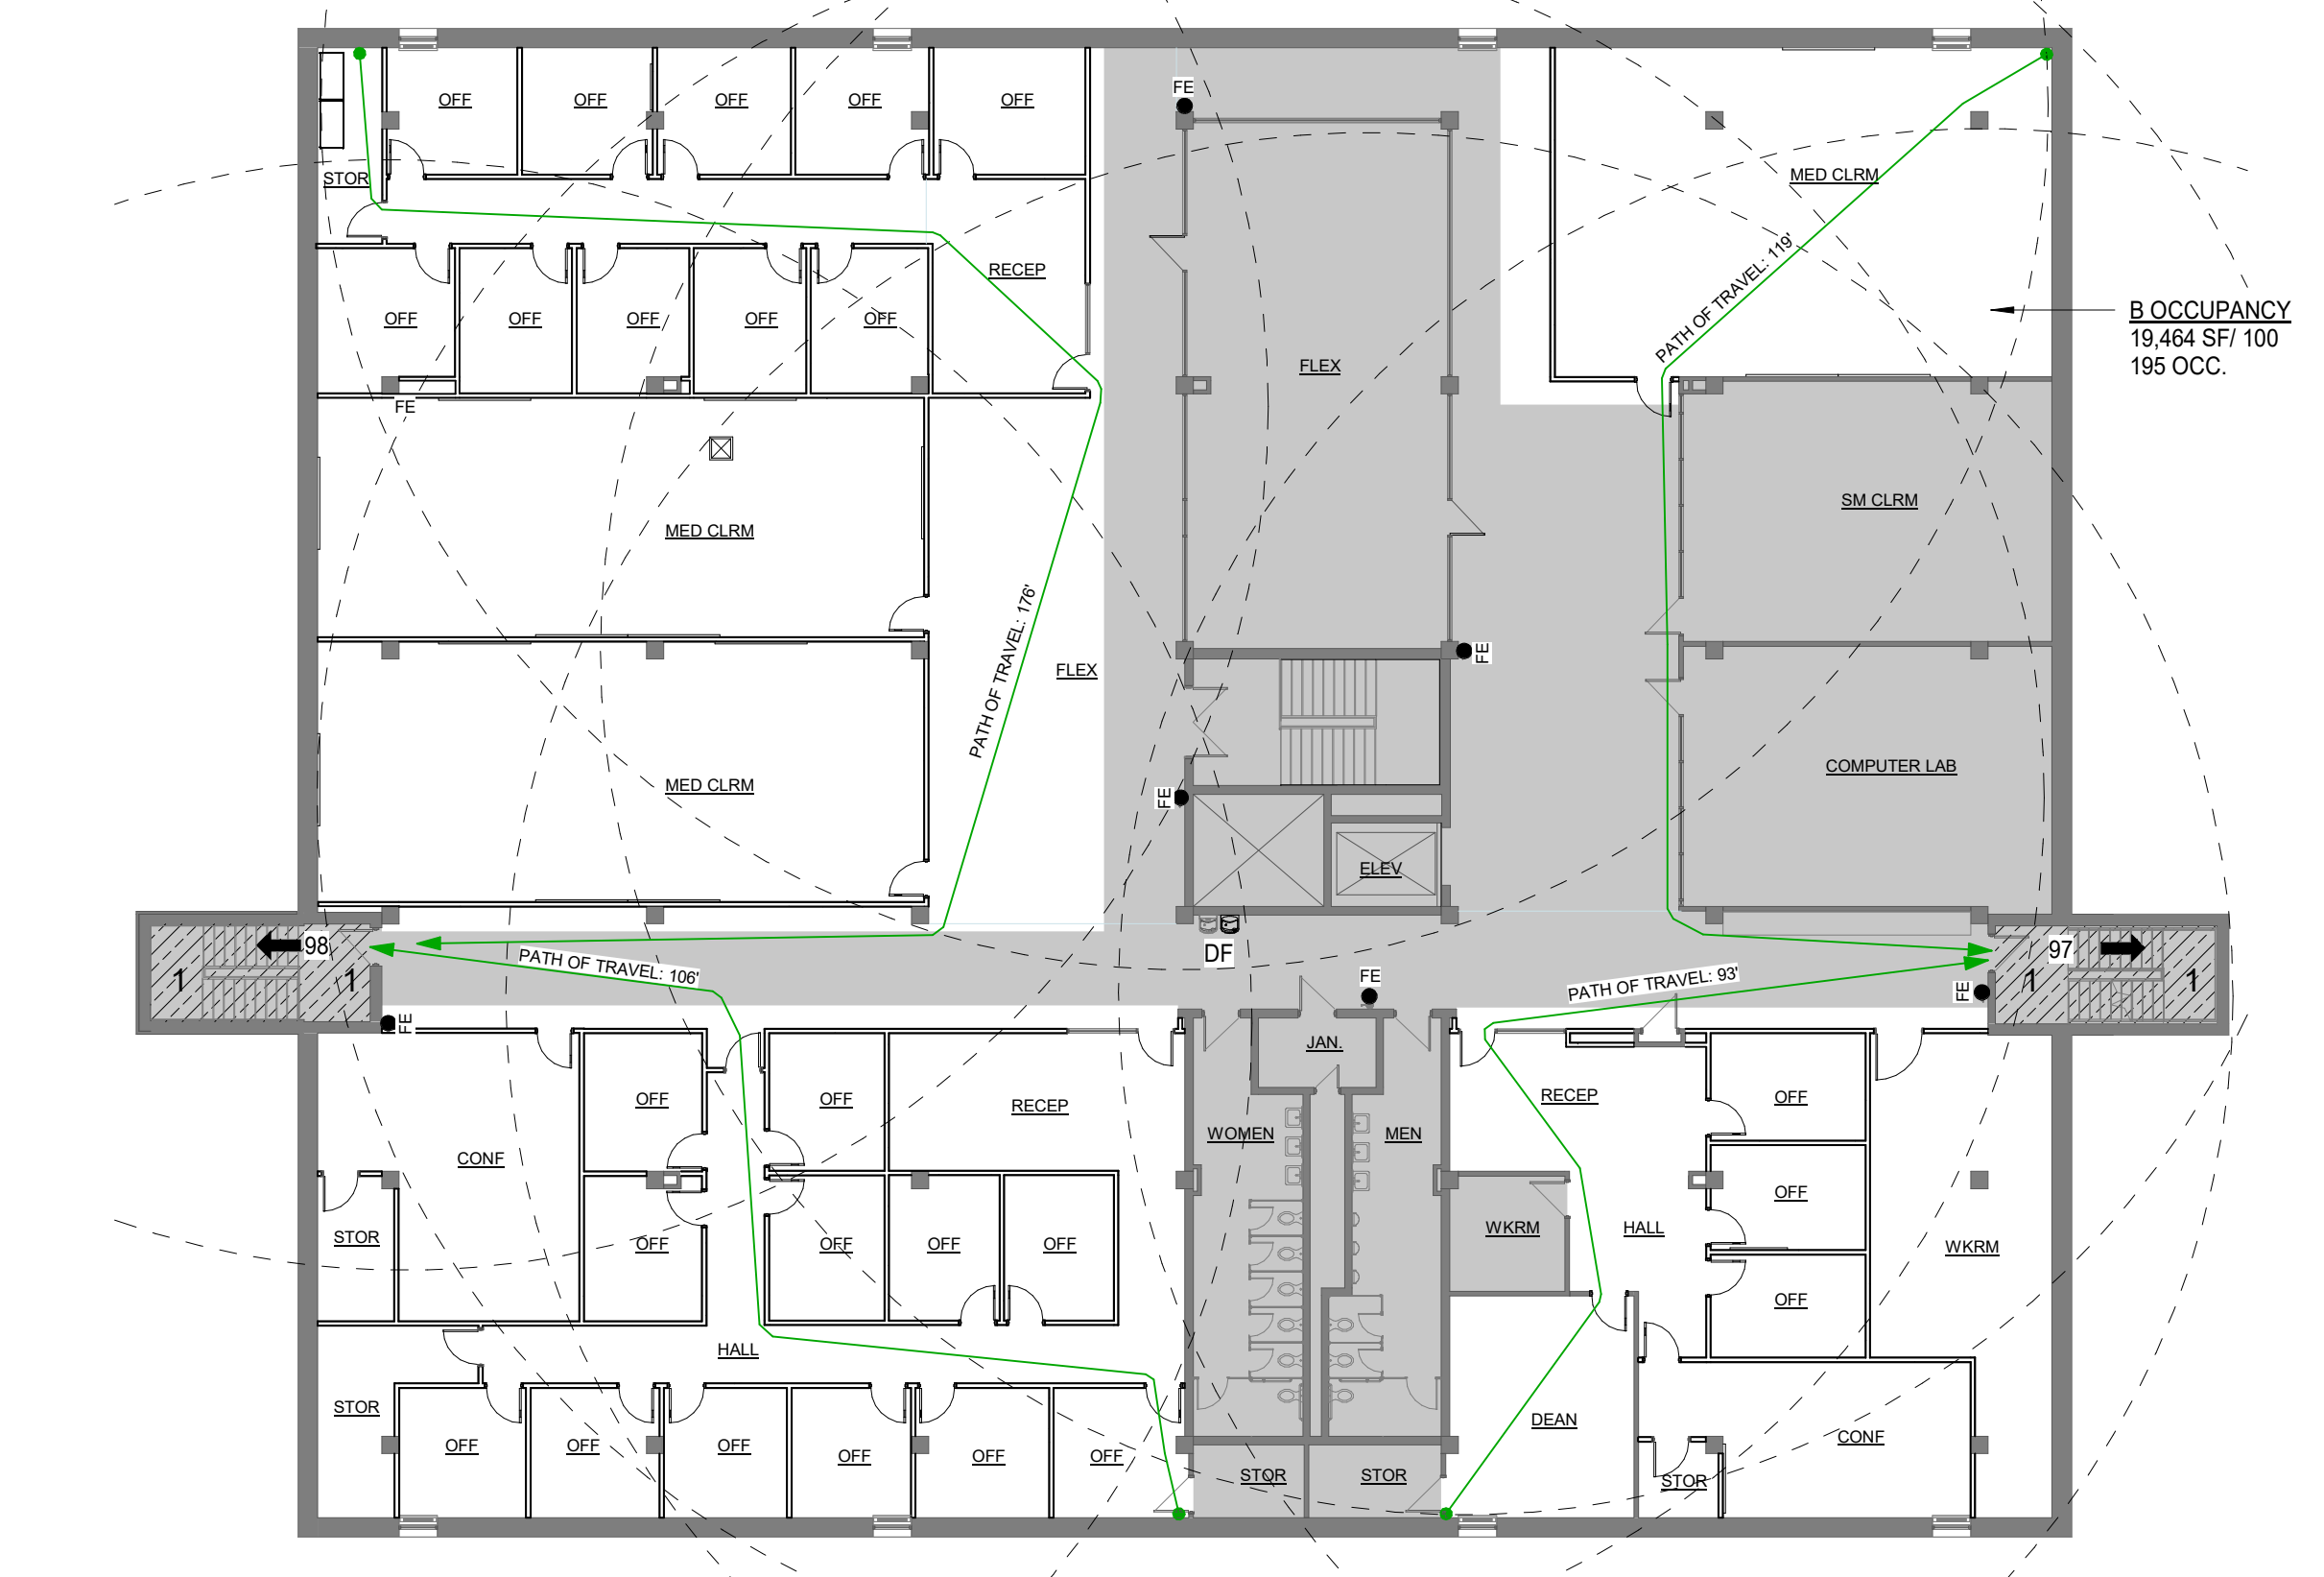 FE
OFF
OFF
OFF
OFF
OFF
STOR
MED CLRM
PATH OF TRAVEL: 119'
RECEP
B OCCUPANCY
19,464 SF/ 100
195 OCC.
OFF
OFF
OFF
OFF
OFF
FLEX
FE
SM CLRM
MED CLRM
PATH OF TRAVEL: 176'
FLEX
FE
MED CLRM
COMPUTER LAB
FE
ELEV
98
1
1
PATH OF TRAVEL: 106'
DF
FE
PATH OF TRAVEL: 93'
97
1
1
FE
FE
JAN.
OFF
OFF
RECEP
RECEP
OFF
WOMEN
MEN
CONF
OFF
STOR
OFF
OFF
OFF
OFF
WKRM
HALL
WKRM
OFF
HALL
STOR
DEAN
CONF
OFF
OFF
OFF
OFF
OFF
OFF
STOR
STOR
STOR